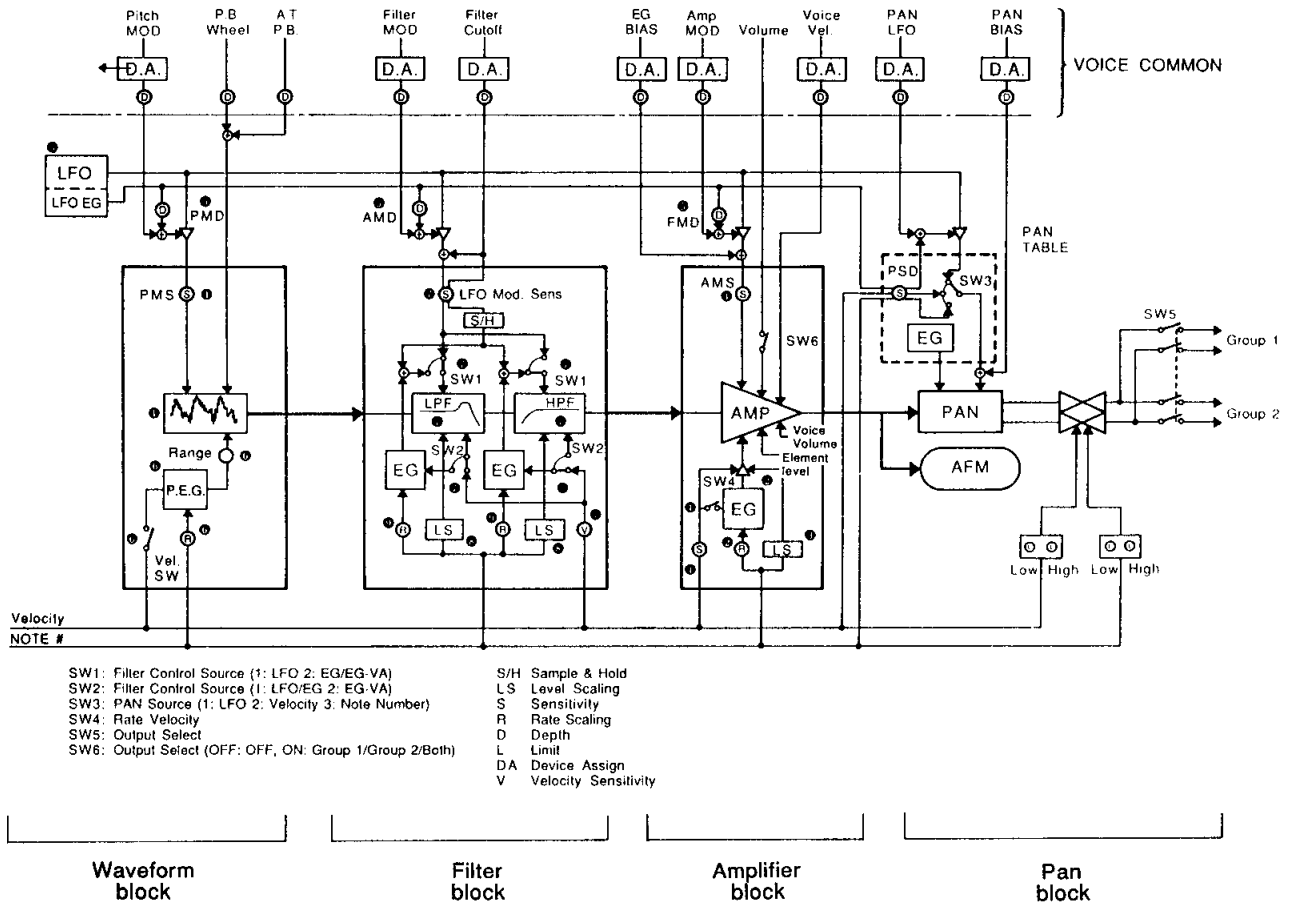 Pitch MOD
P.B Wheel
A.T P.B.
Filter MOD
Filter Cutoff
EG BIAS
Amp MOD
Volume
Voice Vel.
PAN LFO
PAN BIAS
D.A.
D.A.
D.A.
D.A.
D.A.
D.A.
D.A.
D.A.
VOICE COMMON
D
D
D
D
D
D
D
D
D
D
LFO
LFO EG
D
PMD
D
AMD
D
FMD
PAN TABLE
PMS
S
S
LFO Mod. Sens
S/H
AMS
S
PSD
S
SW3
EG
SW1
SW1
SW6
SW5
Group 1
Group 2
LPF
HPF
AMP
PAN
AFM
Voice Volume
Element level
Range
P.E.G.
SW2
SW2
EG
EG
SW4
EG
R
Vel. SW
R
LS
R
LS
V
S
R
LS
Low High
Low High
Velocity
NOTE #
SW1: Filter Control Source (1: LFO 2: EG/EG-VA)
SW2: Filter Control Source (1: LFO/EG 2: EG-VA)
SW3: PAN Source (1: LFO 2: Velocity 3: Note Number)
SW4: Rate Velocity
SW5: Output Select
SW6: Output Select (OFF: OFF, ON: Group 1/Group 2/Both)
S/H Sample & Hold
LS Level Scaling
S Sensitivity
R Rate Scaling
D Depth
L Limit
DA Device Assign
V Velocity Sensitivity
Waveform block
Filter block
Amplifier block
Pan block